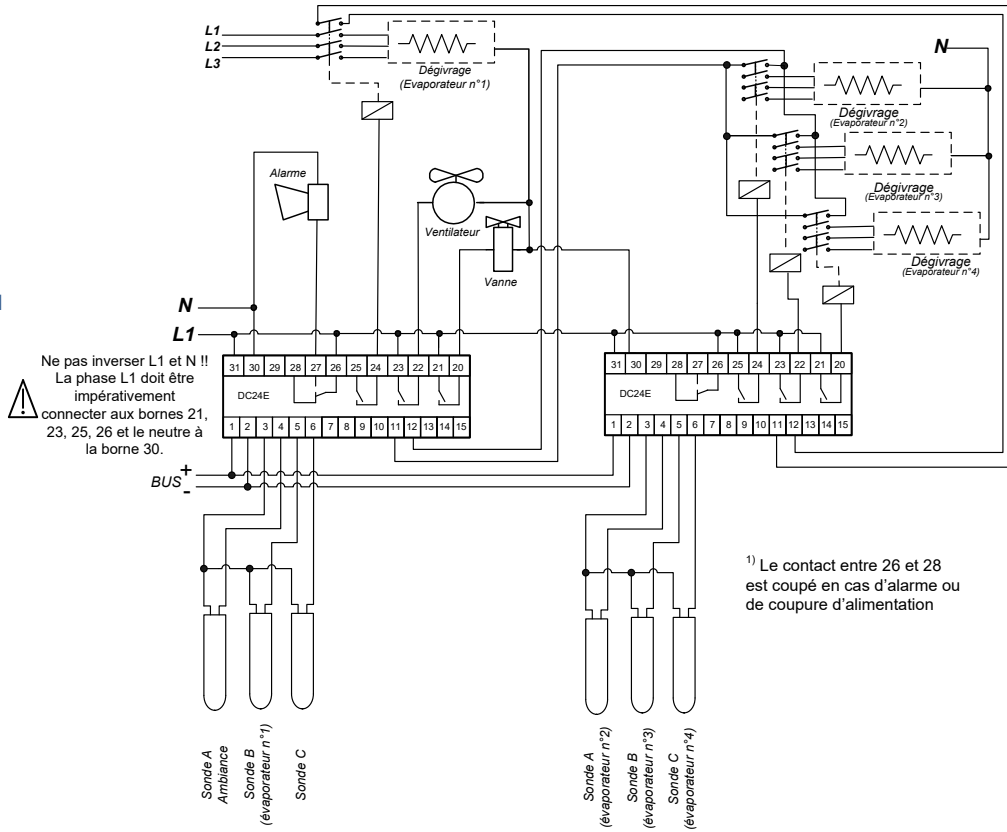 L1
L2
L3
Dégivrage
(Evaporateur n°1)
N
Dégivrage
(Evaporateur n°2)
Dégivrage
(Evaporateur n°3)
Dégivrage
(Evaporateur n°4)
Alarme
Ventilateur
Vanne
N
L1
Ne pas inverser L1 et N !!
La phase L1 doit être
impérativement
connecter aux bornes 21,
23, 25, 26 et le neutre à
la borne 30.
31 30 29 28 27 26 25 24 23 22 21 20
DC24E
1 2 3 4 5 6 7 8 9 10 11 12 13 14 15
31 30 29 28 27 26 25 24 23 22 21 20
DC24E
1 2 3 4 5 6 7 8 9 10 11 12 13 14 15
BUS + -
1) Le contact entre 26 et 28
est coupé en cas d'alarme ou
de coupure d'alimentation
Sonde A
Ambiance
Sonde B
(évaporateur n°1)
Sonde C
Sonde A
(évaporateur n°2)
Sonde B
(évaporateur n°3)
Sonde C
(évaporateur n°4)